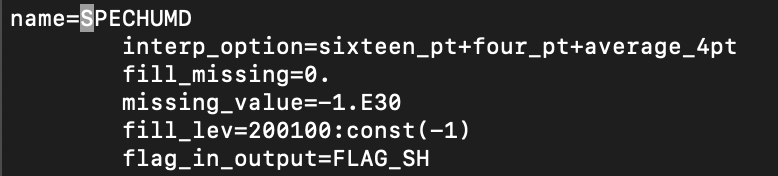 name=SPECHUMD
interp_option=sixteen_pt+four_pt+average_4pt
fill_missing=0.
missing_value=-1.E30
fill_lev=200100:const(-1)
flag_in_output=FLAG_SH